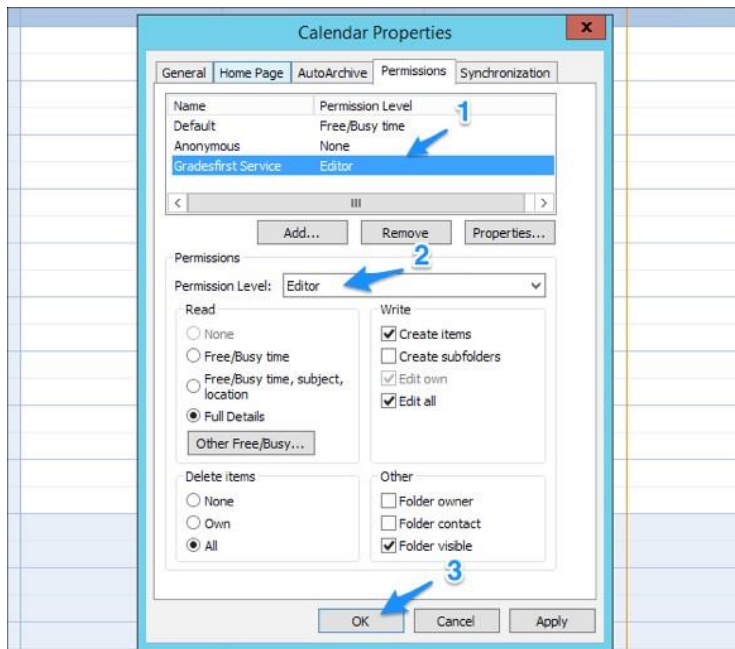 Calendar Properties
x
General Home Page AutoArchive Permissions Synchronization
Name Permission Level
1
Default Free/Busy time
Anonymous None
Gradesfirst Service Editor
Add... Remove Properties...
2
Permissions
Permission Level: Editor
Read Write
None Create items
Free/Busy time Create subfolders
Free/Busy time, subject, Edit own
location Edit all
Full Details
Other Free/Busy...
Delete items Other
None Folder owner
Own Folder contact
All Folder visible
3
OK Cancel Apply